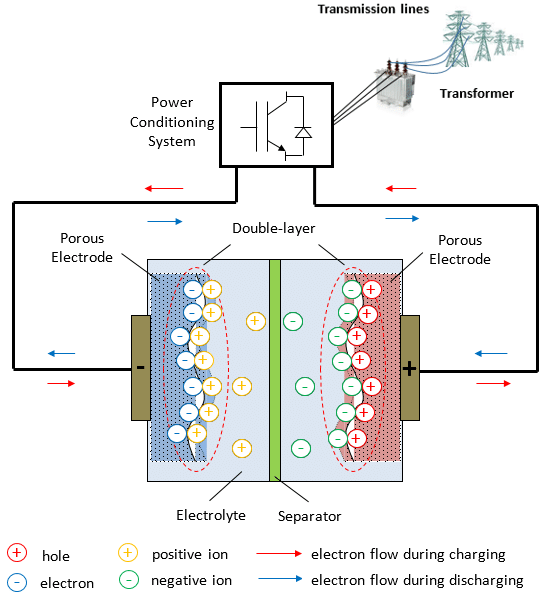 Transmission lines
Transformer
Power
Conditioning
System
Double-layer
Porous
Electrode
Porous
Electrode
-
+
Electrolyte
Separator
+ hole
+ positive ion
electron flow during charging
- electron
- negative ion
electron flow during discharging